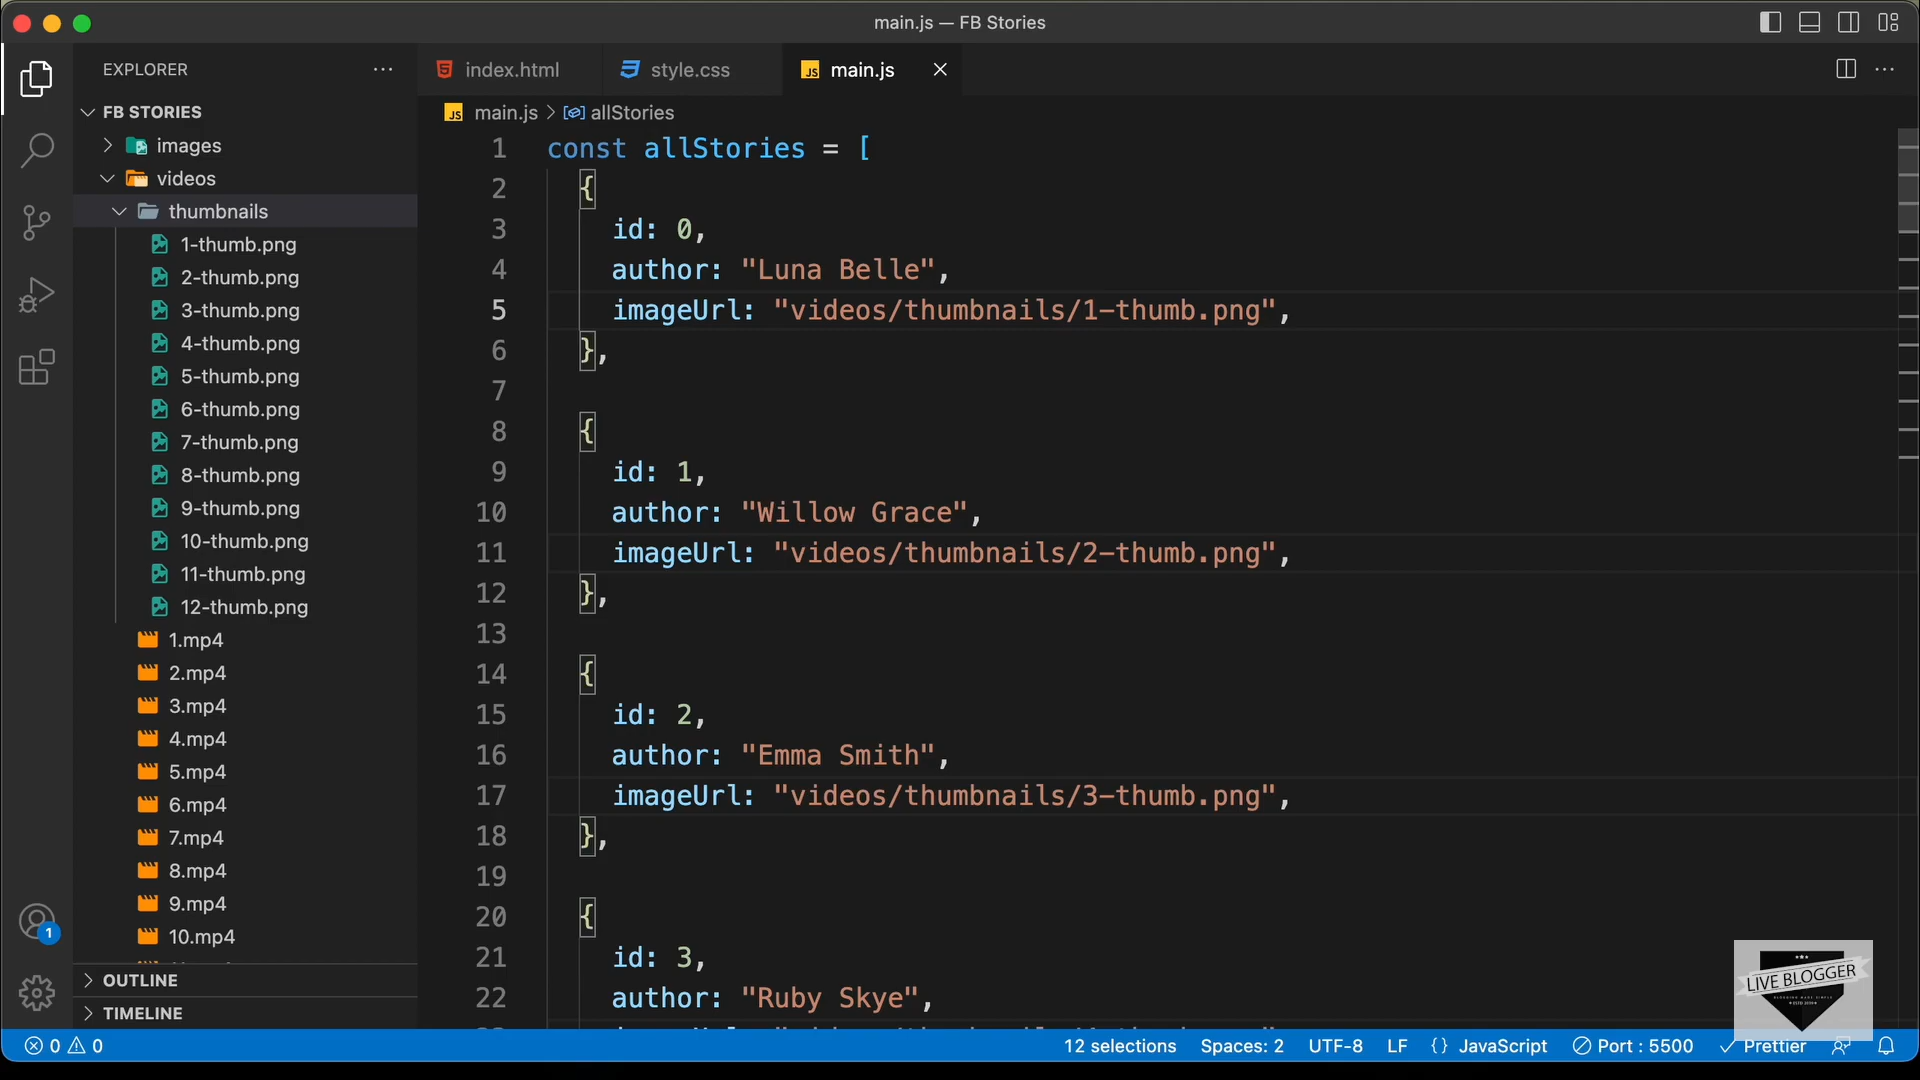 main.js — FB Stories
EXPLORER
FB STORIES
images
videos
thumbnails
1-thumb.png
2-thumb.png
3-thumb.png
4-thumb.png
5-thumb.png
6-thumb.png
7-thumb.png
8-thumb.png
9-thumb.png
10-thumb.png
11-thumb.png
12-thumb.png
1.mp4
2.mp4
3.mp4
4.mp4
5.mp4
6.mp4
7.mp4
8.mp4
9.mp4
10.mp4
OUTLINE
TIMELINE
1
index.html style.css JS main.js
JS main.js > allStories
1 const allStories = [
2 {
3 id: 0,
4 author: "Luna Belle",
5 imageUrl: "videos/thumbnails/1-thumb.png",
6 },
7
8 {
9 id: 1,
10 author: "Willow Grace",
11 imageUrl: "videos/thumbnails/2-thumb.png",
12 },
13
14 {
15 id: 2,
16 author: "Emma Smith",
17 imageUrl: "videos/thumbnails/3-thumb.png",
18 },
19
20 {
21 id: 3,
22 author: "Ruby Skye",
LIVE BLOGGER
0 0 12 selections Spaces: 2 UTF-8 LF {} JavaScript Port : 5500 Prettier